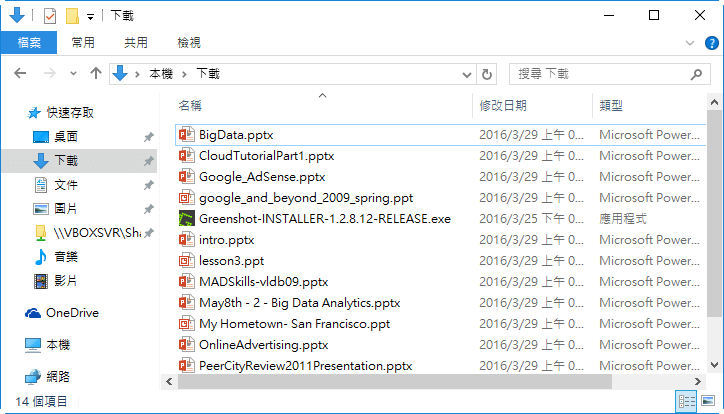 下載
檔案 常用 共用 檢視
本機 下載 搜尋 下載
快速存取
桌面
下載
文件
圖片
\\VBOXSVR\Sha
音樂
影片
OneDrive
本機
網路
名稱 修改日期 類型
BigData.pptx 2016/3/29 上午 0... Microsoft Power...
CloudTutorialPart1.pptx 2016/3/29 上午 0... Microsoft Power...
Google_AdSense.pptx 2016/3/29 上午 0... Microsoft Power...
google_and_beyond_2009_spring.ppt 2016/3/29 上午 0... Microsoft Power...
Greenshot-INSTALLER-1.2.8.12-RELEASE.exe 2016/3/25 下午 0... 應用程式
intro.pptx 2016/3/29 上午 0... Microsoft Power...
lesson3.ppt 2016/3/29 上午 0... Microsoft Power...
MADSkills-vldb09.pptx 2016/3/29 上午 0... Microsoft Power...
May8th - 2 - Big Data Analytics.pptx 2016/3/29 上午 0... Microsoft Power...
My Hometown- San Francisco.ppt 2016/3/29 上午 0... Microsoft Power...
OnlineAdvertising.pptx 2016/3/29 上午 0... Microsoft Power...
PeerCityReview2011Presentation.pptx 2016/3/29 上午 0... Microsoft Power...
14 個項目